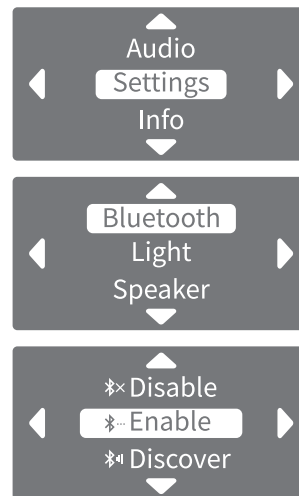 Audio
Settings
Info
Bluetooth
Light
Speaker
Disable
Enable
Discover